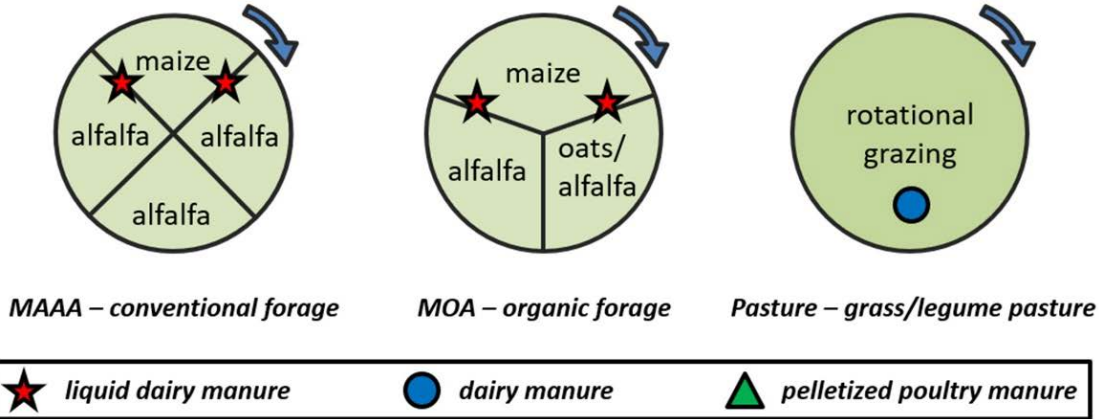 maize
alfalfa
alfalfa
alfalfa
maize
alfalfa
oats/
alfalfa
rotational
grazing
MAAA – conventional forage
MOA – organic forage
Pasture – grass/legume pasture
liquid dairy manure
dairy manure
pelletized poultry manure